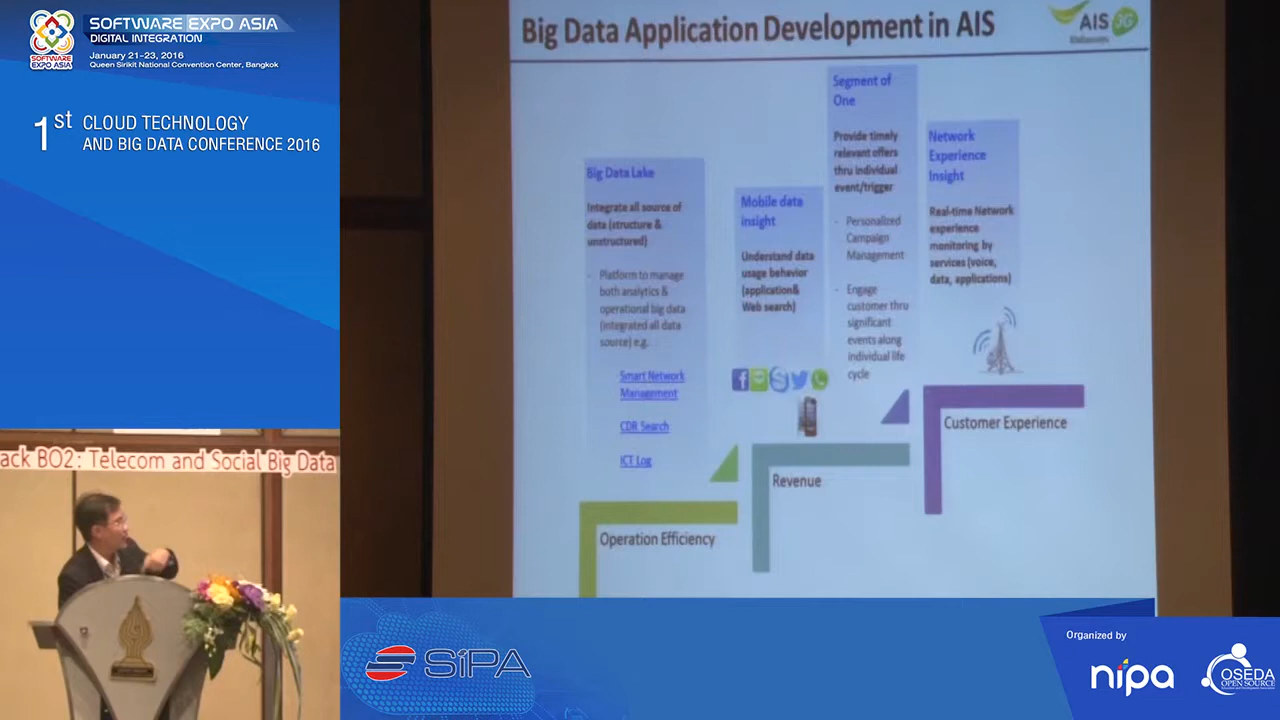 SOFTWARE EXPO ASIA
DIGITAL INTEGRATION
January 21-23, 2016
Queen Sirikit National Convention Center, Bangkok
SOFTWARE
EXPO ASIA
1st CLOUD TECHNOLOGY
AND BIG DATA CONFERENCE 2016
Big Data Application Development in AIS
AIS 3G
Big Data Lake
Integrate all source of
data (structure &
unstructured)
- Platform to manage
both analytics &
operational big data
(integrated all data
source) e.g.
Smart Network
Management
CDR Search
ICT Log
Operation Efficiency
Mobile data
insight
Understand data
usage behavior
(application&
Web search)
Revenue
Segment of
One
Provide timely
relevant offers
thru individual
event/trigger
- Personalized
Campaign
Management
- Engage
customer thru
significant
events along
individual life
cycle
Network
Experience
Insight
Real-time Network
experience
monitoring by
services (voice,
data, applications)
Customer Experience
ack BO2: Telecom and Social Big Data
SiPA
Organized by
nipa
OSEDA
OPEN SOURCE